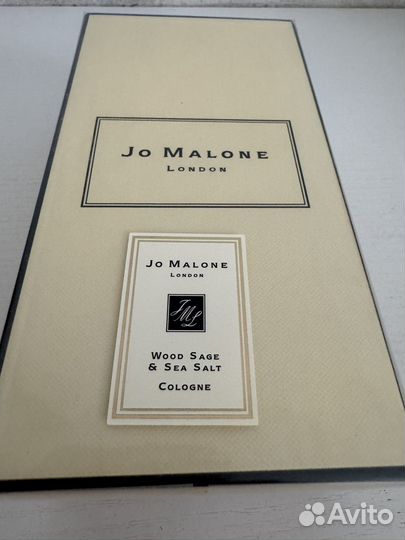 JO MALONE
LONDON
JO MALONE
LONDON
JML
WOOD SAGE
& SEA SALT
COLOGNE
Avito